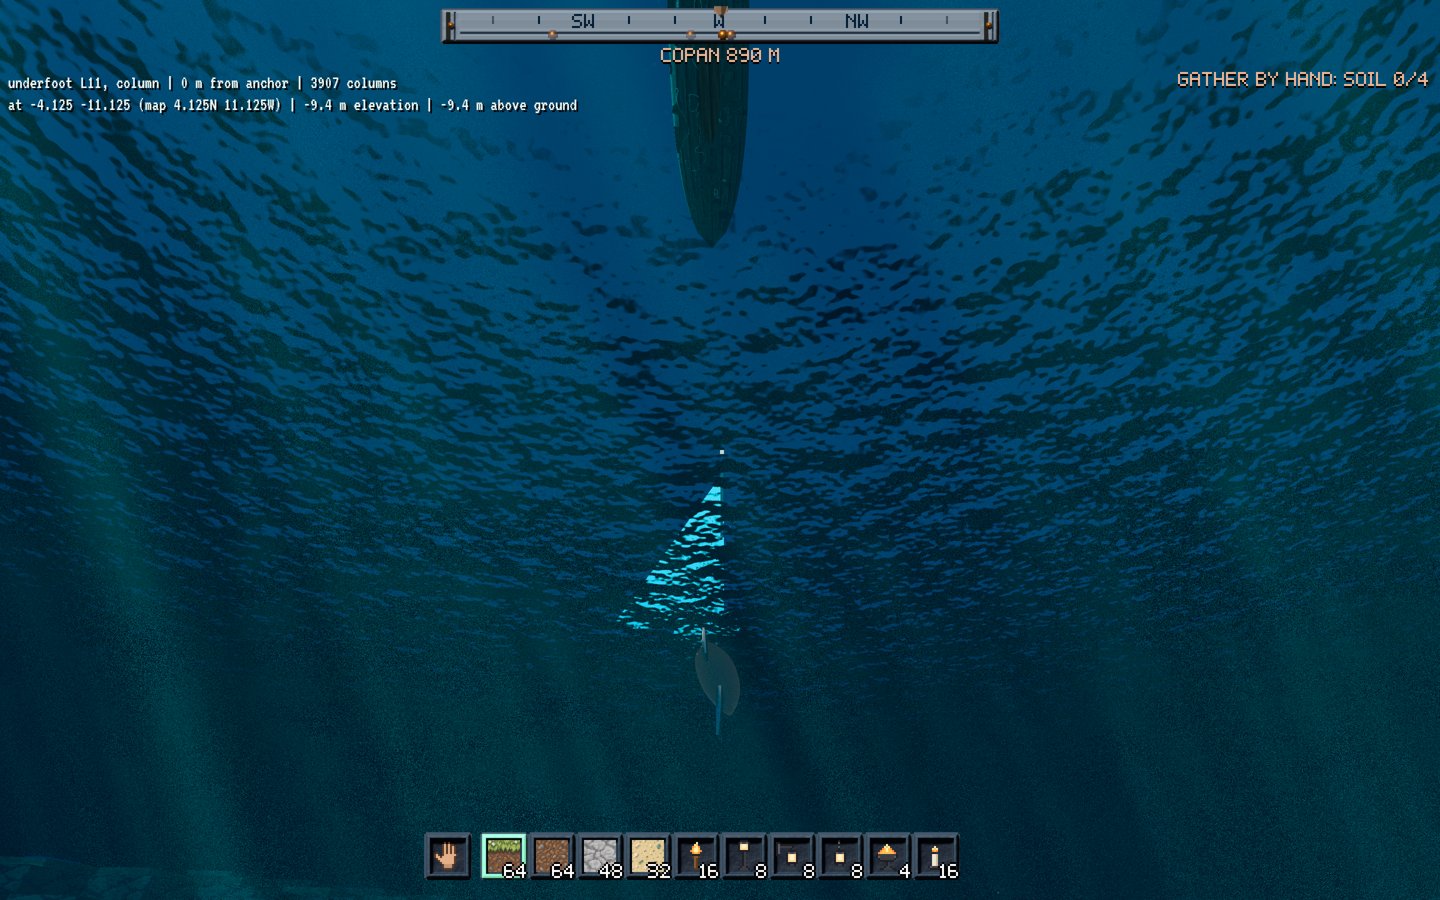 SW W NW
COPAN 890 M
underfoot L11, column | 0 m from anchor | 3907 columns
GATHER BY HAND: SOIL 0/4
at -4.125 -11.125 (map 4.125N 11.125W) | -9.4 m elevation | -9.4 m above ground
64 64 48 32 16 8 8 8 4 16